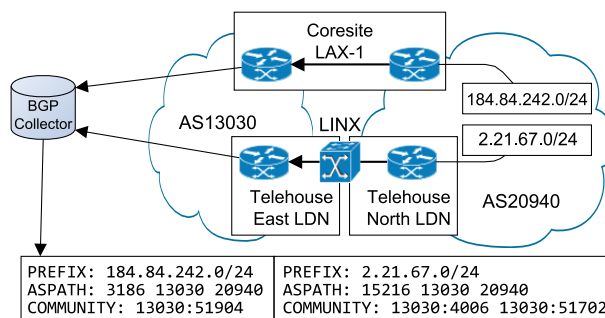 Coresite
LAX-1
BGP
Collector
AS13030
LINX
184.84.242.0/24
2.21.67.0/24
Telehouse
East LDN
Telehouse
North LDN
AS20940
PREFIX: 184.84.242.0/24
ASPATH: 3186 13030 20940
COMMUNITY: 13030:51904
PREFIX: 2.21.67.0/24
ASPATH: 15216 13030 20940
COMMUNITY: 13030:4006 13030:51702